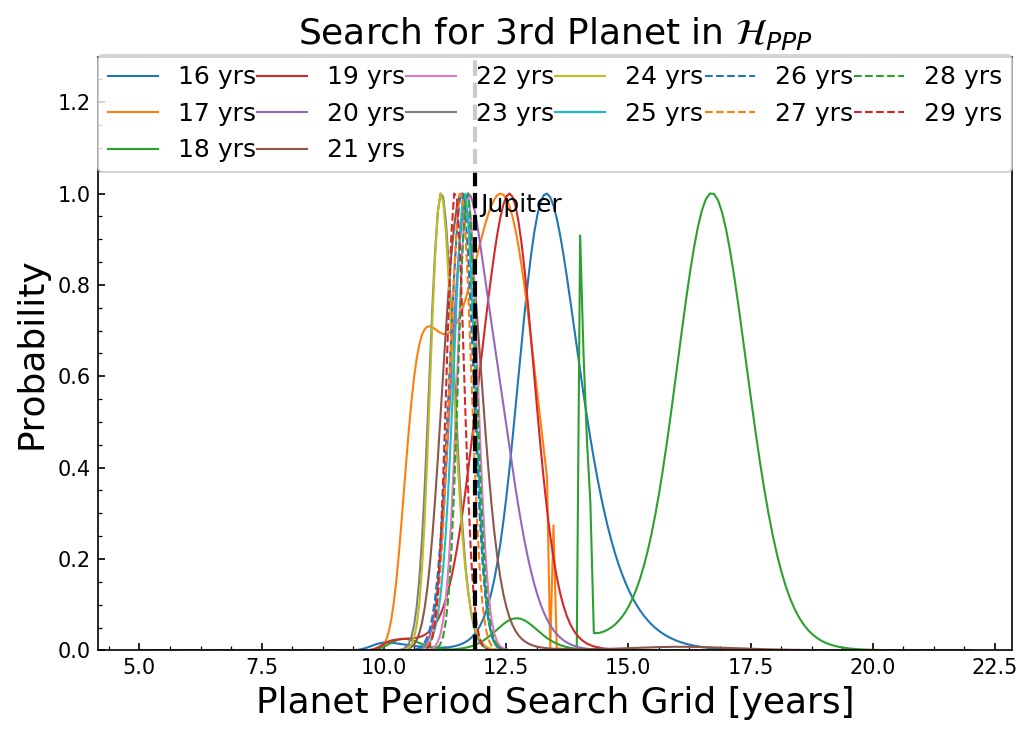 Search for 3rd Planet in ℋ_PPP
16 yrs 19 yrs 22 yrs 24 yrs 26 yrs 28 yrs
17 yrs 20 yrs 23 yrs 25 yrs 27 yrs 29 yrs
18 yrs 21 yrs
1.2
1.0
0.8
0.6
0.4
0.2
0.0
Probability
Jupiter
5.0 7.5 10.0 12.5 15.0 17.5 20.0 22.5
Planet Period Search Grid [years]